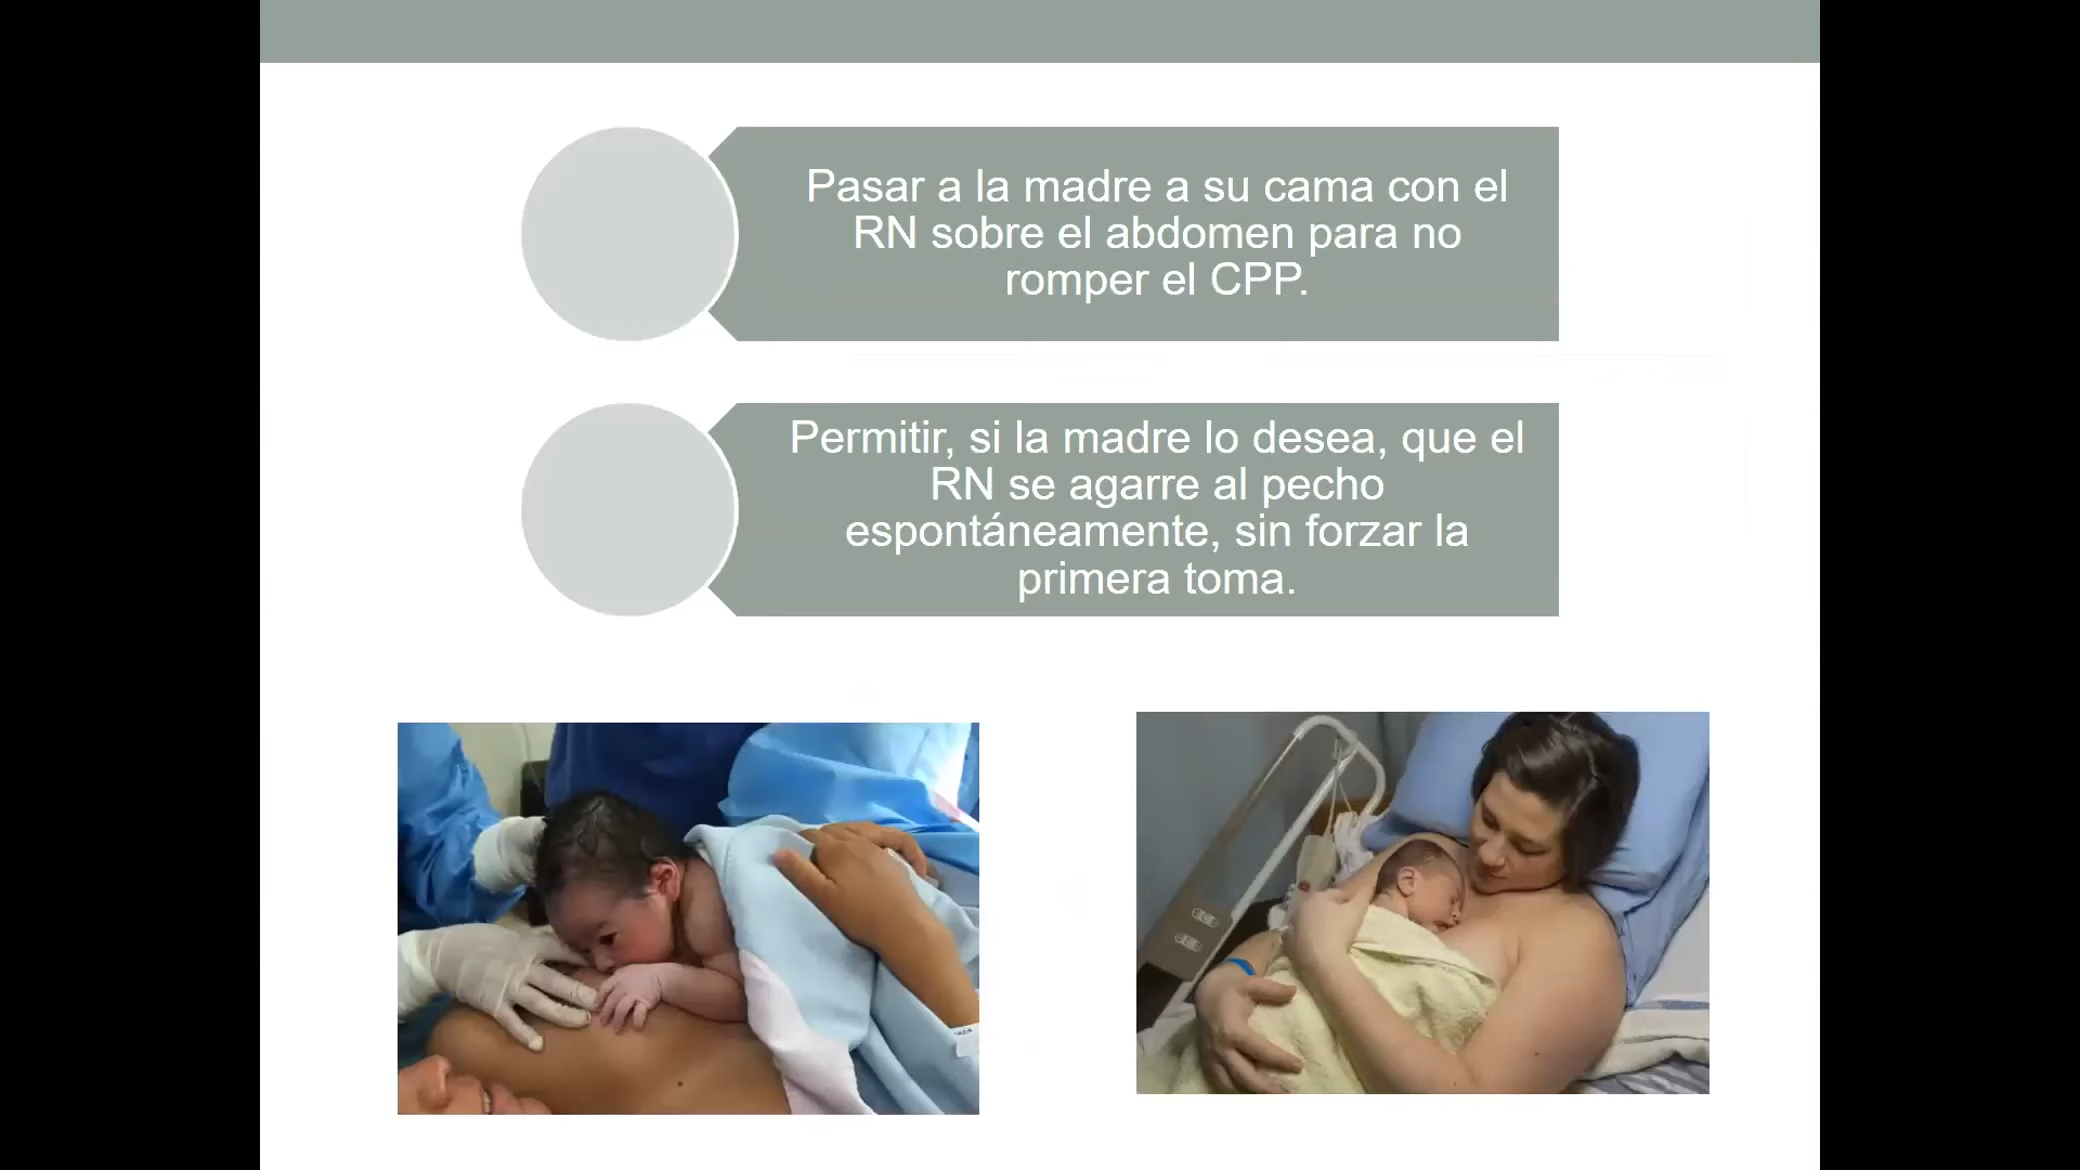 Pasar a la madre a su cama con el
RN sobre el abdomen para no
romper el CPP.
Permitir, si la madre lo desea, que el
RN se agarre al pecho
espontáneamente, sin forzar la
primera toma.